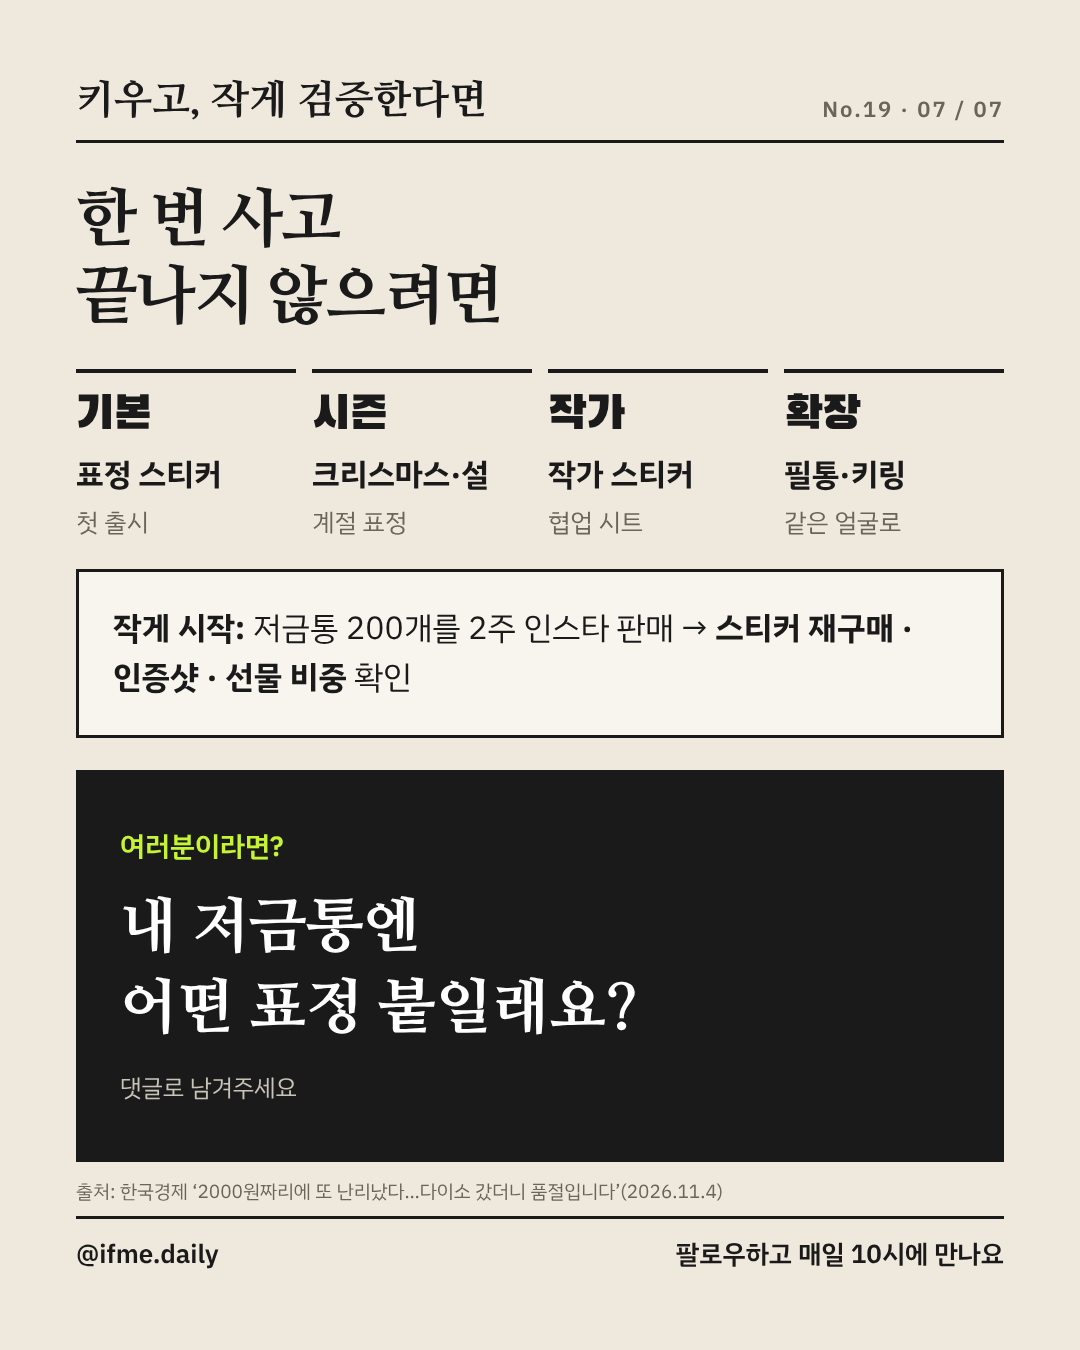 키우고, 작게 검증한다면
No.19 · 07 / 07
한 번 사고
끝나지 않으려면
기본
표정 스티커
첫 출시
시즌
크리스마스·설
계절 표정
작가
작가 스티커
협업 시트
확장
필통·키링
같은 얼굴로
작게 시작: 저금통 200개를 2주 인스타 판매 → 스티커 재구매 ·
인증샷 · 선물 비중 확인
여러분이라면?
내 저금통엔
어떤 표정 붙일래요?
댓글로 남겨주세요
출처: 한국경제 ‘2000원짜리에 또 난리났다…다이소 갔더니 품절입니다’(2026.11.4)
@ifme.daily
팔로우하고 매일 10시에 만나요